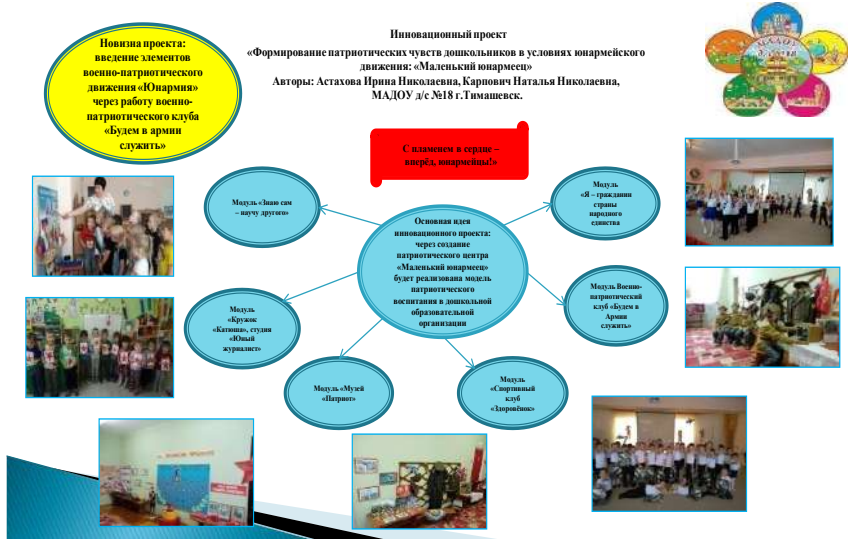 Новизна проекта:
введение элементов
военно-патриотического
движения «Юнармия»
через работу военно-
патриотического клуба
«Будем в армии
служить»
Инновационный проект
«Формирование патриотических чувств дошкольников в условиях юнармейского
движения: «Маленький юнармеец»
Авторы: Астахова Ирина Николаевна, Карпович Наталья Николаевна,
МАДОУ д/с №18 г.Тимашевск.
С пламенем в сердце –
вперёд, юнармейцы!»
Модуль «Знаю сам
– научу другого»
Модуль
«Я – гражданин
страны
народного
единства
Основная идея
инновационного проекта:
через создание
патриотического центра
«Маленький юнармеец»
будет реализована модель
патриотического
воспитания в дошкольной
образовательной
организации
Модуль
«Кружок
«Катюша», студия
«Юный
журналист»
Модуль Военно-
патриотический
клуб «Будем в
Армии
служить»
Модуль «Музей
«Патриот»
Модуль
«Спортивный
клуб
«Здоровёнок»
МАДОУ